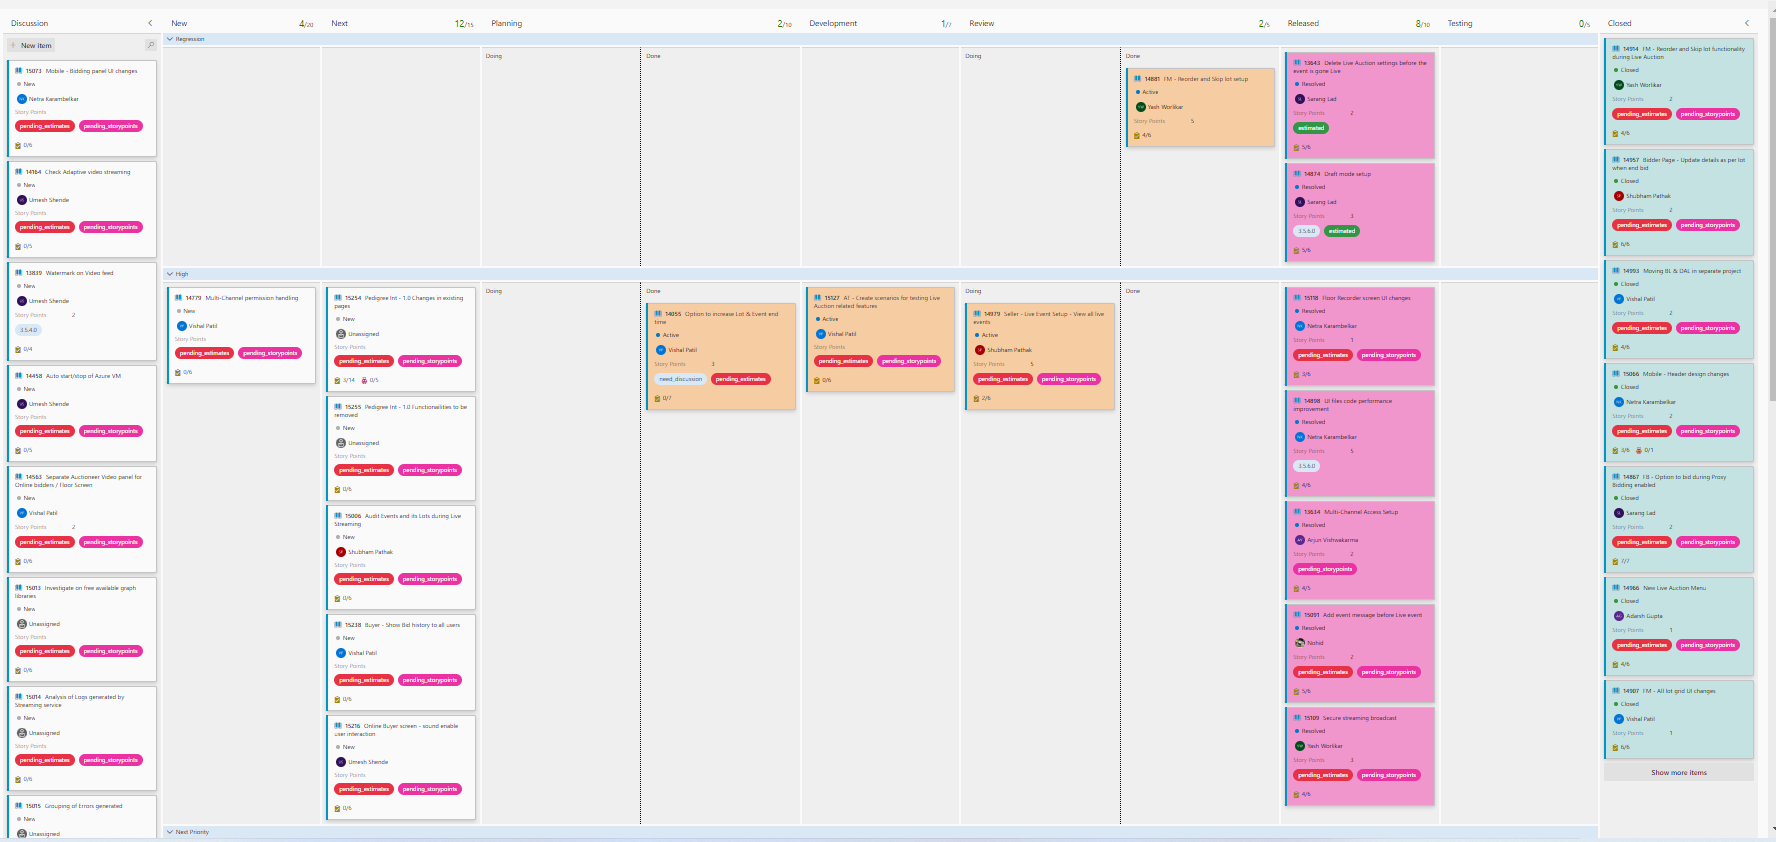 Discussion
New 4/20
Next 12/15
Planning 2/10
Development 1/7
Review 2/5
Released 8/10
Testing 0/5
Closed
New item
15073 Mobile - Bidding panel UI changes
New
Netra Karambelkar
Story Points
pending_estimates pending_storypoints
0/6
14164 Check Adaptive video streaming
New
Umesh Shende
Story Points
pending_estimates pending_storypoints
0/5
13839 Watermark on Video feed
New
Umesh Shende
Story Points 2
3.5.4.0
0/4
14458 Auto start/stop of Azure VM
New
Umesh Shende
Story Points
pending_estimates pending_storypoints
0/5
14563 Separate Auctioneer Video panel for
Online bidders / Floor Screen
New
Vishal Patil
Story Points 2
pending_estimates pending_storypoints
0/6
15013 Investigate on free available graph
libraries
New
Unassigned
Story Points
pending_estimates pending_storypoints
0/6
15014 Analysis of Logs generated by
Streaming service
New
Unassigned
Story Points
pending_estimates pending_storypoints
0/6
15015 Grouping of Errors generated
New
Unassigned
Regression
Doing
Done
Doing
Done
14881 FM - Reorder and Skip lot setup
Active
Yash Worlikar
Story Points 5
4/6
13643 Delete Live Auction settings before the
event is gone Live
Resolved
Sarang Lad
Story Points 2
estimated
5/6
14874 Draft mode setup
Resolved
Sarang Lad
Story Points 3
3.5.6.0 estimated
5/6
High
14779 Multi-Channel permission handling
New
Vishal Patil
Story Points
pending_estimates pending_storypoints
0/6
15254 Pedigree Int - 1.0 Changes in existing
pages
New
Unassigned
Story Points
pending_estimates pending_storypoints
3/14 0/5
15255 Pedigree Int - 1.0 Functionalities to be
removed
New
Unassigned
Story Points
pending_estimates pending_storypoints
0/6
15006 Audit Events and its Lots during Live
Streaming
New
Shubham Pathak
Story Points
pending_estimates pending_storypoints
0/6
15238 Buyer - Show Bid history to all users
New
Vishal Patil
Story Points
pending_estimates pending_storypoints
0/6
15216 Online Buyer screen - sound enable
user interaction
New
Umesh Shende
Story Points
pending_estimates pending_storypoints
0/6
Doing
Done
14055 Option to increase Lot & Event end
time
Active
Vishal Patil
Story Points 3
need_discussion pending_estimates
0/7
15127 AT - Create scenarios for testing Live
Auction related features
Active
Vishal Patil
Story Points
pending_estimates pending_storypoints
0/6
Doing
Done
14979 Seller - Live Event Setup - View all live
events
Active
Shubham Pathak
Story Points 5
pending_estimates pending_storypoints
2/6
15118 Floor Recorder screen UI changes
Resolved
Netra Karambelkar
Story Points 1
pending_estimates pending_storypoints
3/6
14898 UI files code performance
improvement
Resolved
Netra Karambelkar
Story Points 5
3.5.6.0
4/6
13634 Multi-Channel Access Setup
Resolved
Arjun Vishvakarma
Story Points 2
pending_storypoints
4/5
15091 Add event message before Live event
Resolved
Nohid
Story Points 2
pending_estimates pending_storypoints
5/6
15109 Secure streaming broadcast
Resolved
Yash Worlikar
Story Points 3
pending_estimates pending_storypoints
4/6
Next Priority
14914 FM - Reorder and Skip lot functionality
during Live Auction
Closed
Yash Worlikar
Story Points 2
pending_estimates pending_storypoints
4/6
14957 Bidder Page - Update details as per lot
when end bid
Closed
Shubham Pathak
Story Points 2
pending_estimates pending_storypoints
6/6
14993 Moving BL & DAL in separate project
Closed
Vishal Patil
Story Points 2
pending_estimates pending_storypoints
4/6
15066 Mobile - Header design changes
Closed
Netra Karambelkar
Story Points 2
pending_estimates pending_storypoints
3/6 0/1
14867 FB - Option to bid during Proxy
Bidding enabled
Closed
Sarang Lad
Story Points 2
pending_estimates pending_storypoints
7/7
14966 New Live Auction Menu
Closed
Adarsh Gupta
Story Points 1
pending_estimates pending_storypoints
4/6
14907 FM - All lot grid UI changes
Closed
Vishal Patil
Story Points 1
6/6
Show more items